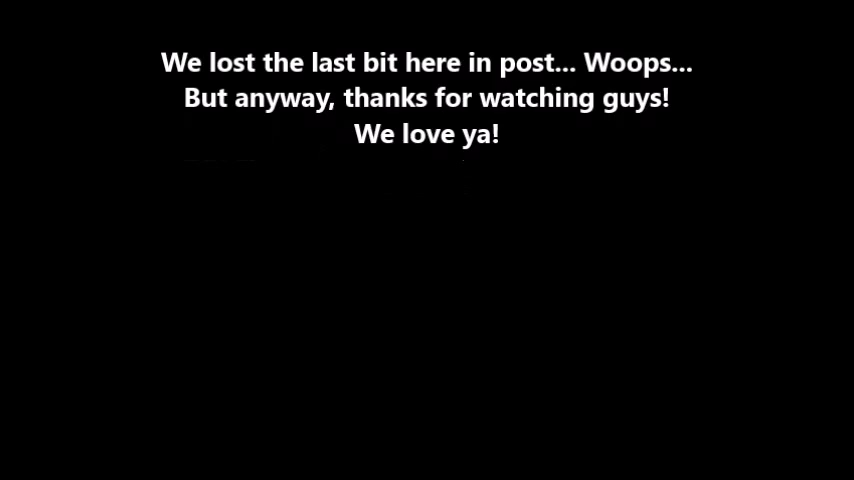 We lost the last bit here in post... Woops...
But anyway, thanks for watching guys!
We love ya!